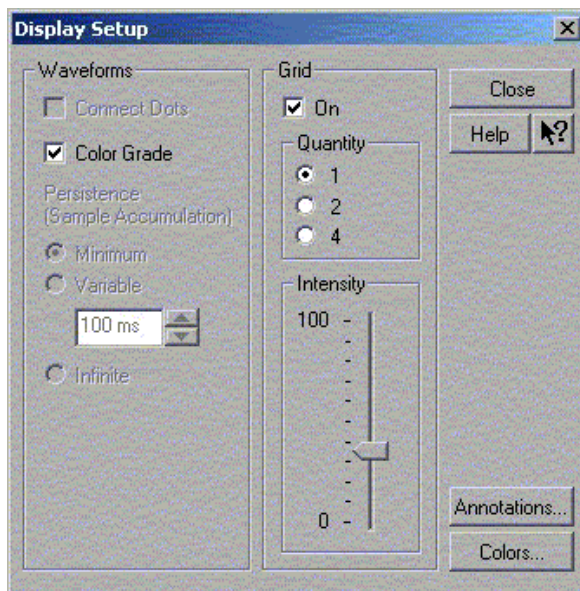 Display Setup
Waveforms
Connect Dots
Color Grade
Persistence
(Sample Accumulation)
Minimum
Variable
100 ms
Infinite
Grid
On
Quantity
1
2
4
Intensity
100
0
Close
Help
?
Annotations...
Colors...